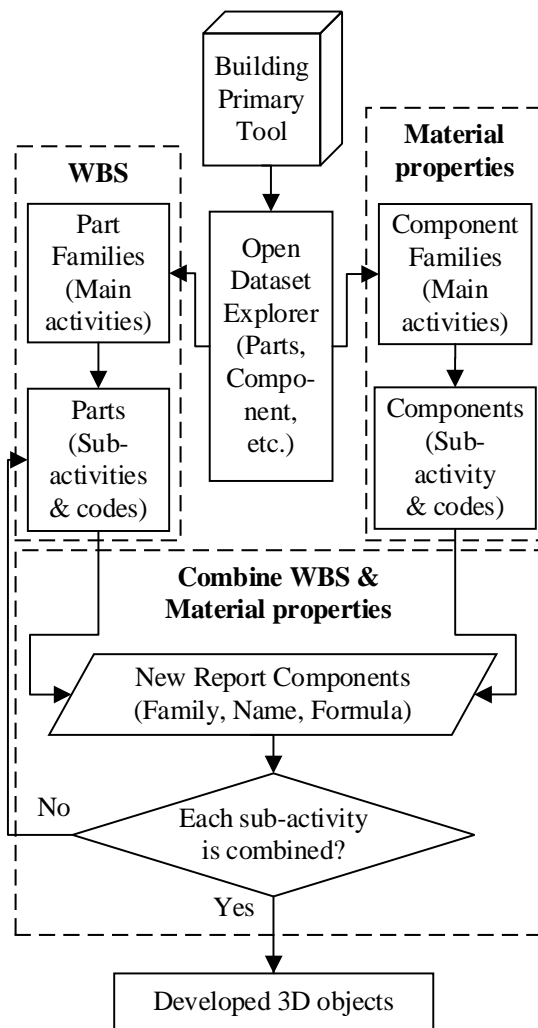 Building
Primary
Tool
WBS
Material
properties
Part
Families
(Main
activities)
Open
Dataset
Explorer
(Parts,
Compo-
nent,
etc.)
Component
Families
(Main
activities)
Parts
(Sub-
activities
& codes)
Components
(Sub-
activity
& codes)
Combine WBS &
Material properties
New Report Components
(Family, Name, Formula)
No
Each sub-activity
is combined?
Yes
Developed 3D objects